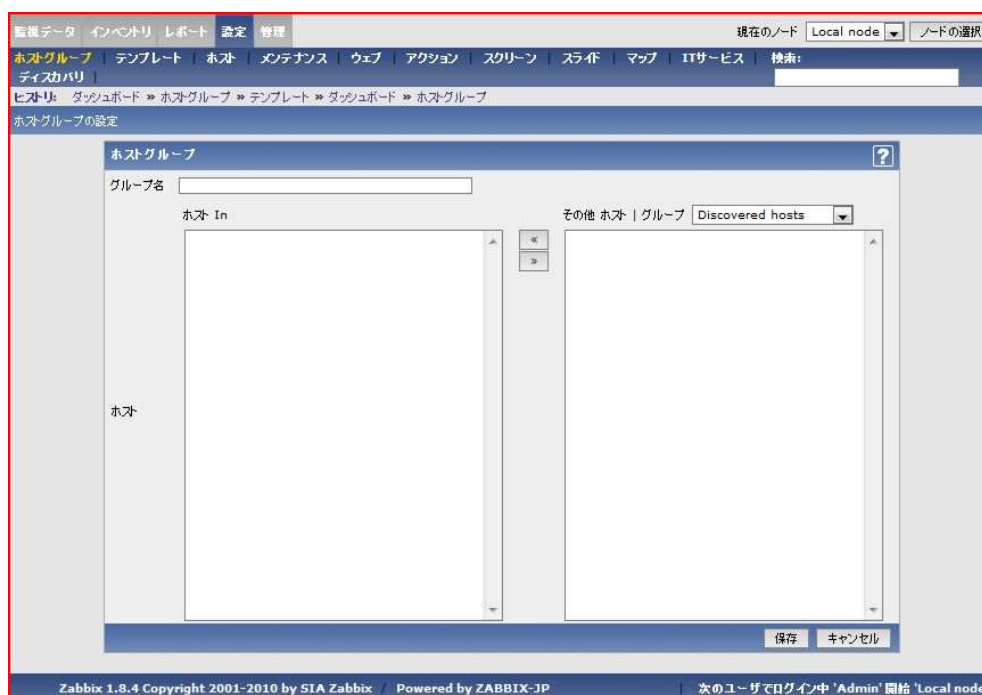 監視データ インベントリ レポート 設定 管理 現在のノード Local node ノードの選択
ホストグループ | テンプレート | ホスト | メンテナンス | ウェブ | アクション | スクリーン | スライド | マップ | ITサービス | 検索:
ディスカバリ |
ヒストリ: ダッシュボード » ホストグループ » テンプレート » ダッシュボード » ホストグループ
ホストグループの設定
ホストグループ ?
グループ名
ホスト In « その他 ホスト | グループ Discovered hosts
»
ホスト
保存 キャンセル
Zabbix 1.8.4 Copyright 2001-2010 by SIA Zabbix / Powered by ZABBIX-JP | 次のユーザでログイン中 'Admin' 開始 'Local node